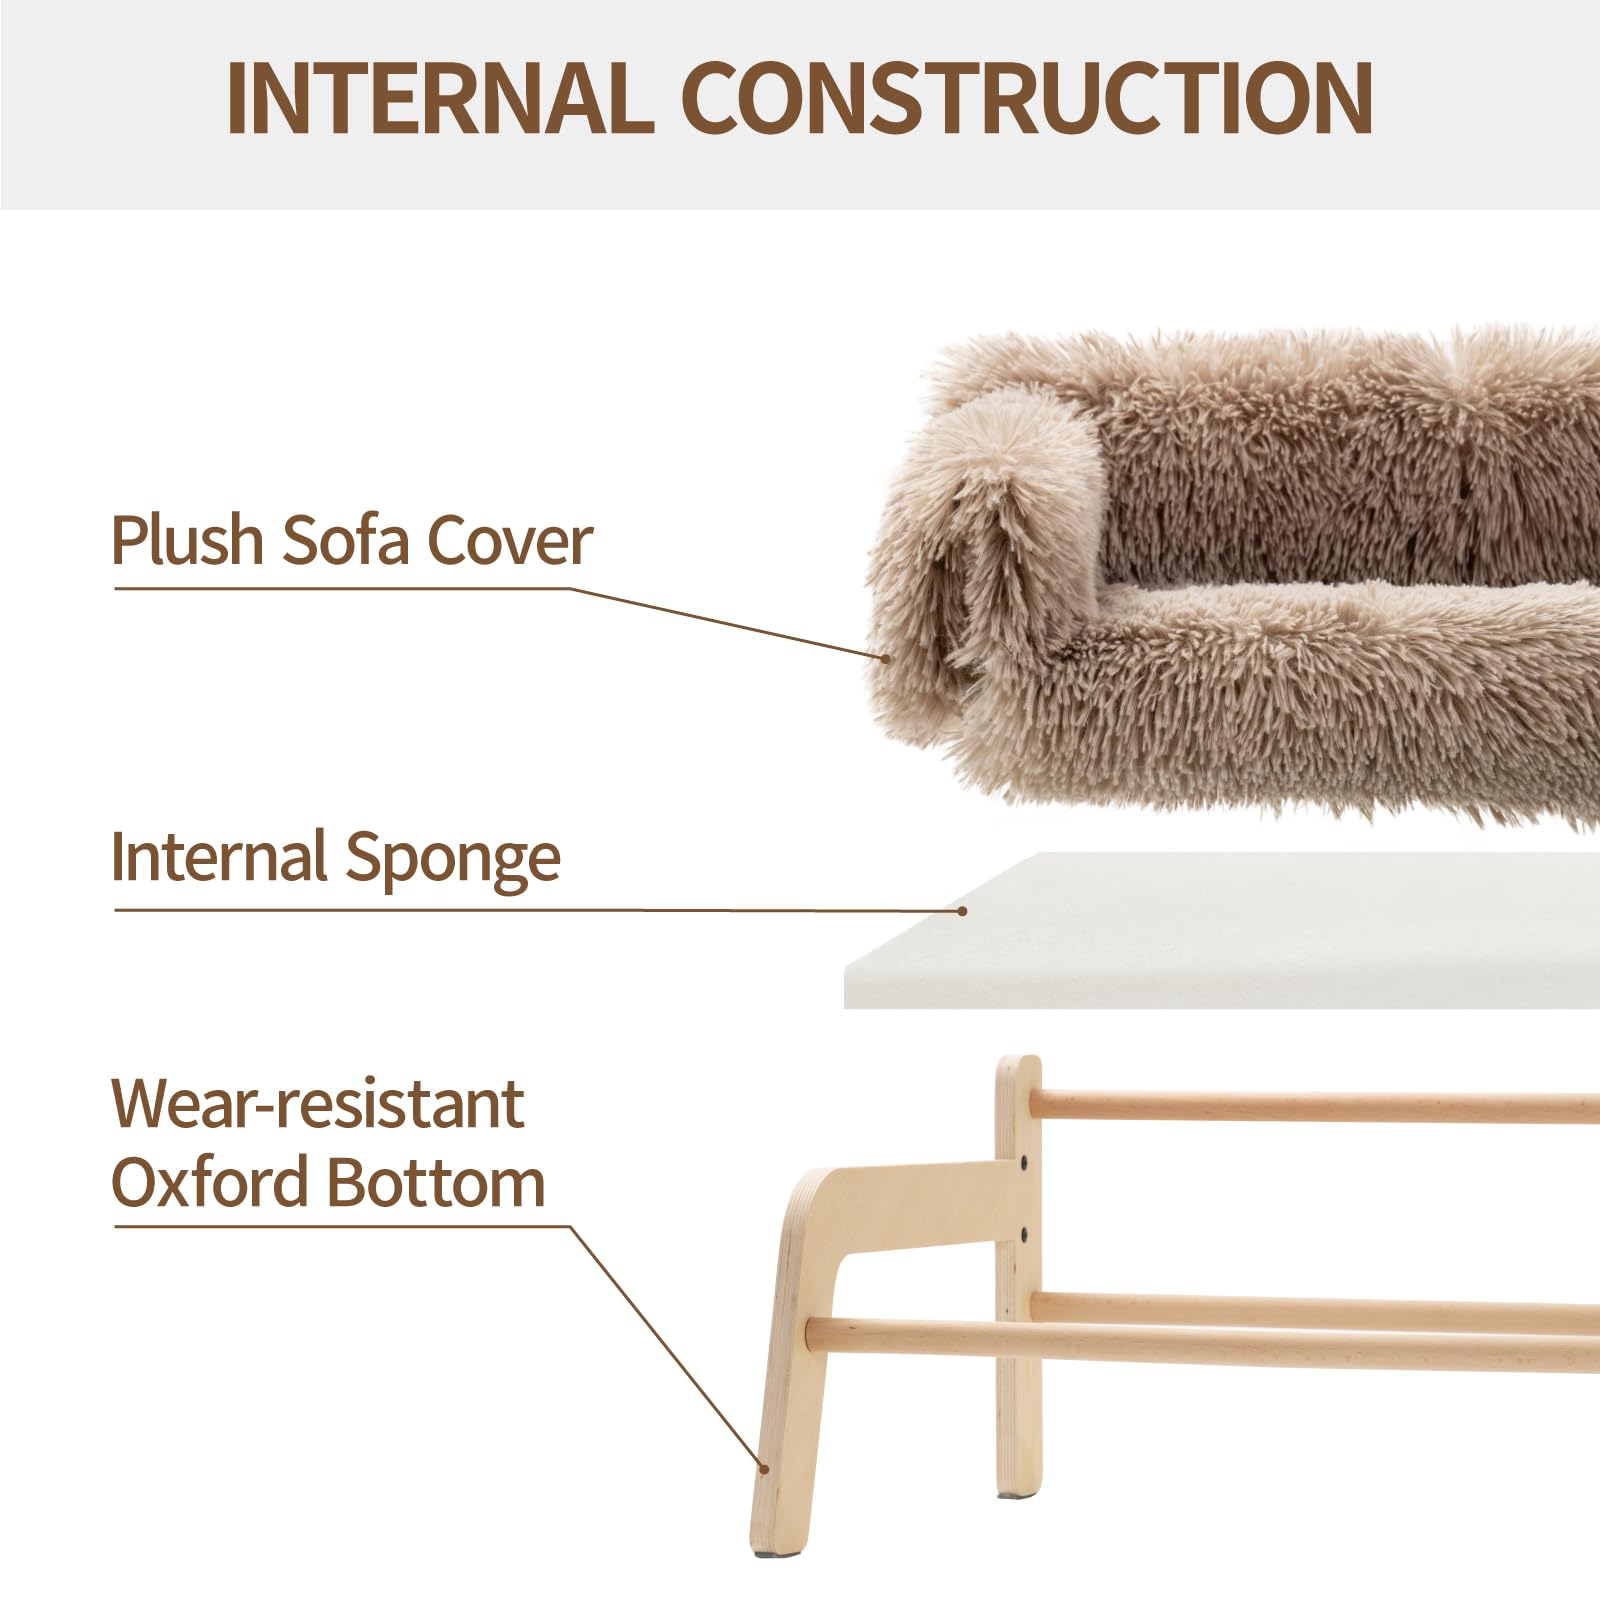 INTERNAL CONSTRUCTION
Plush Sofa Cover
Internal Sponge
Wear-resistant
Oxford Bottom